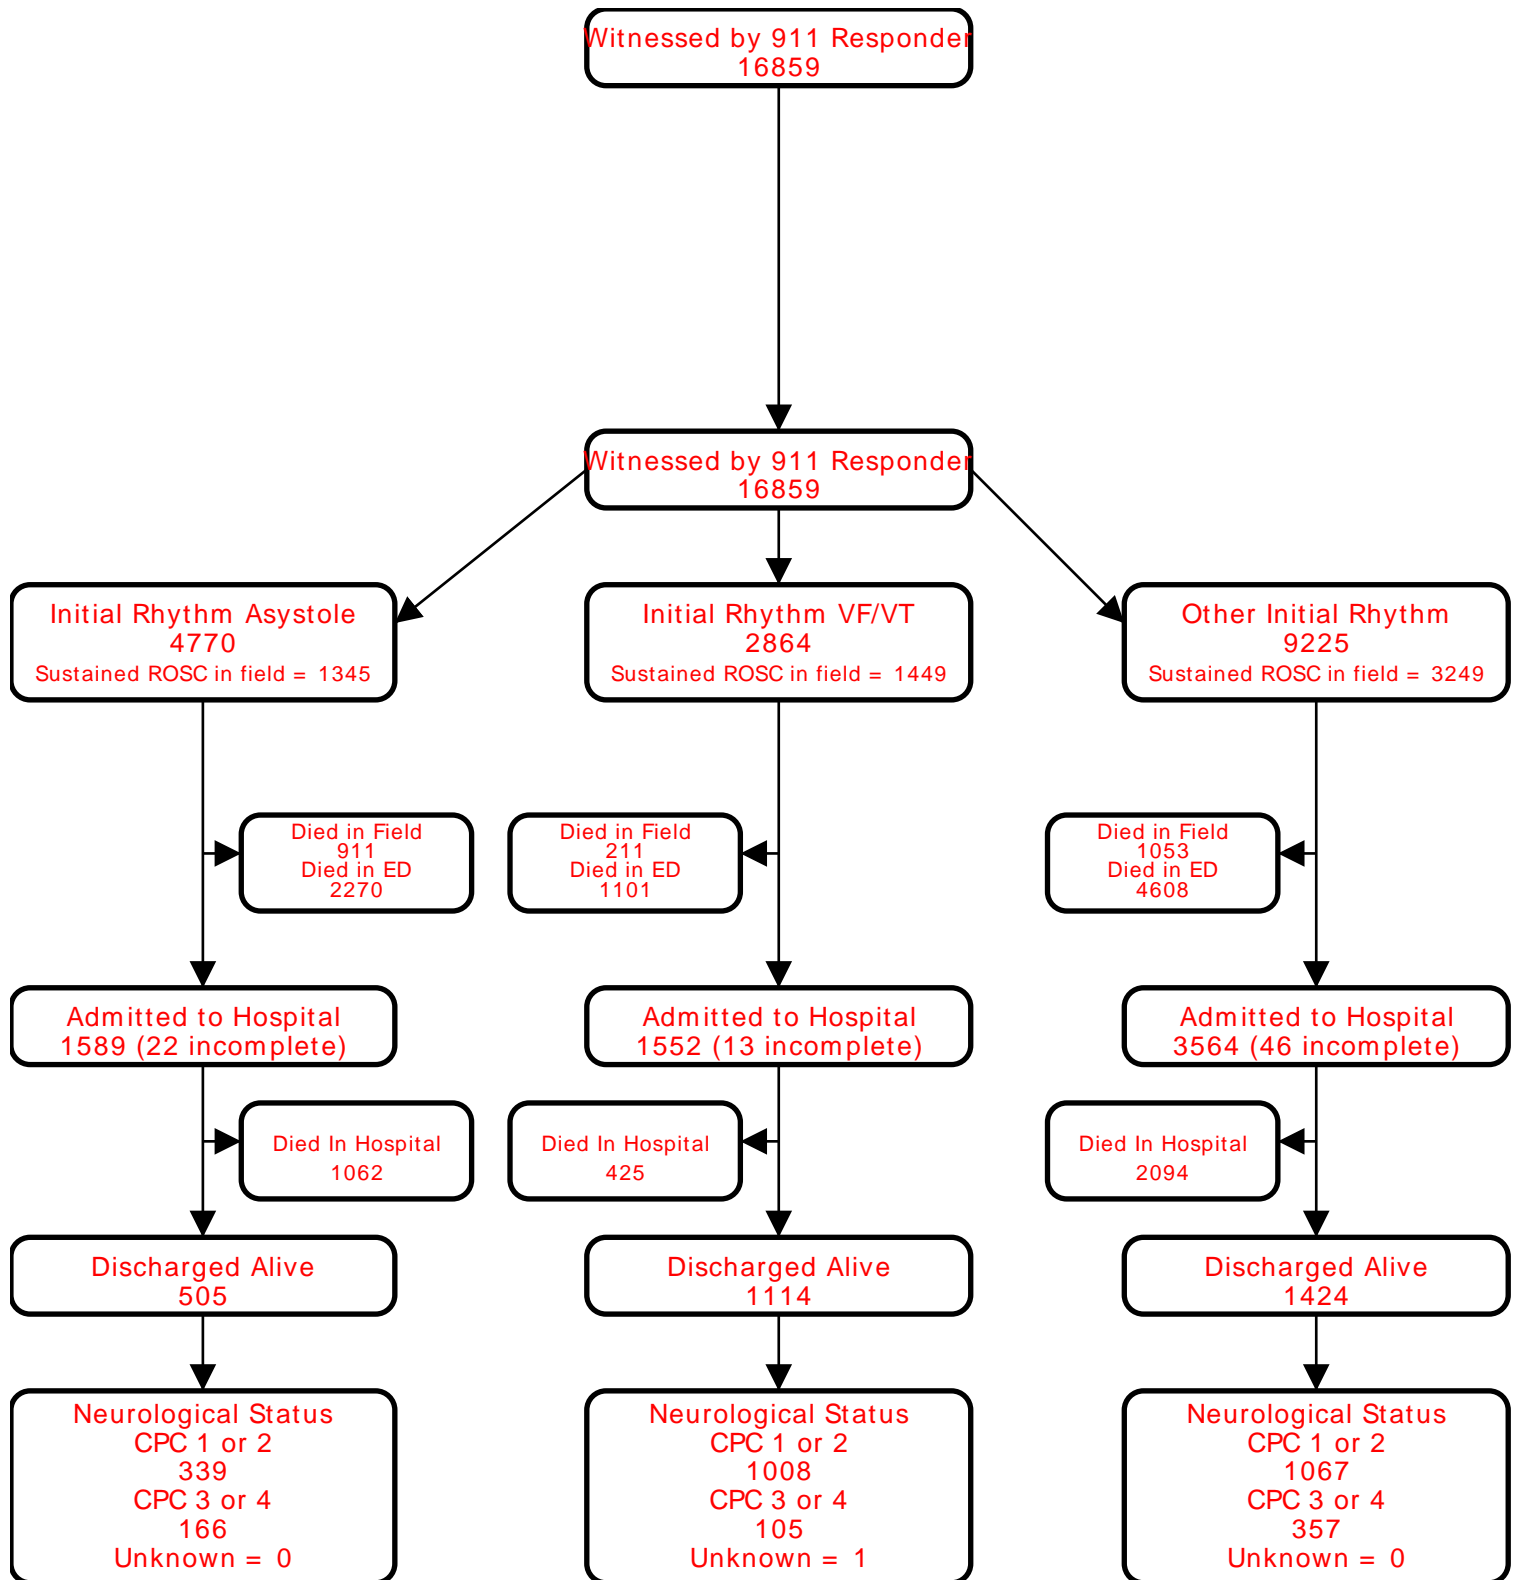 Witnessed by 911 Responder
16859
Witnessed by 911 Responder
16859
Initial Rhythm Asystole
4770
Sustained ROSC in field = 1345
Initial Rhythm VF/VT
2864
Sustained ROSC in field = 1449
Other Initial Rhythm
9225
Sustained ROSC in field = 3249
Died in Field
911
Died in ED
2270
Died in Field
211
Died in ED
1101
Died in Field
1053
Died in ED
4608
Admitted to Hospital
1589 (22 incomplete)
Admitted to Hospital
1552 (13 incomplete)
Admitted to Hospital
3564 (46 incomplete)
Died In Hospital
1062
Died In Hospital
425
Died In Hospital
2094
Discharged Alive
505
Discharged Alive
1114
Discharged Alive
1424
Neurological Status
CPC 1 or 2
339
CPC 3 or 4
166
Unknown = 0
Neurological Status
CPC 1 or 2
1008
CPC 3 or 4
105
Unknown = 1
Neurological Status
CPC 1 or 2
1067
CPC 3 or 4
357
Unknown = 0